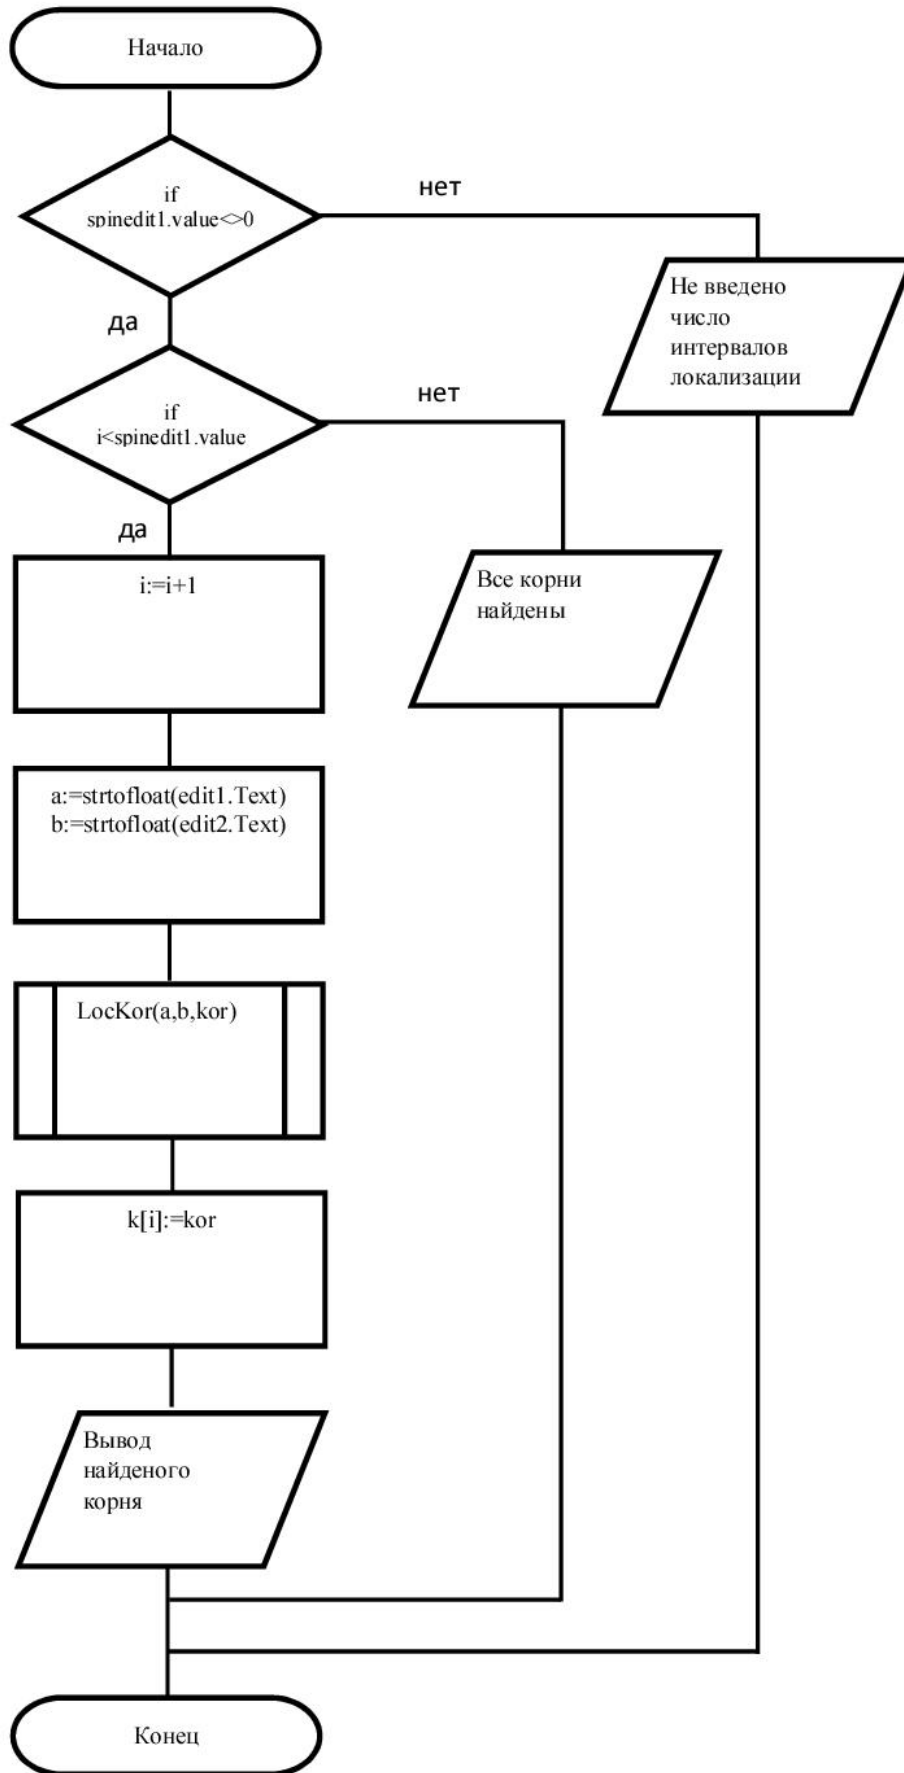 Начало
if
spinedit1.value<>0
нет
Не введено
число
интервалов
локализации
да
if
i<spinedit1.value
нет
да
i:=i+1
Все корни
найдены
a:=strtofloat(edit1.Text)
b:=strtofloat(edit2.Text)
LocKor(a,b,kor)
k[i]:=kor
Вывод
найденого
корня
Конец